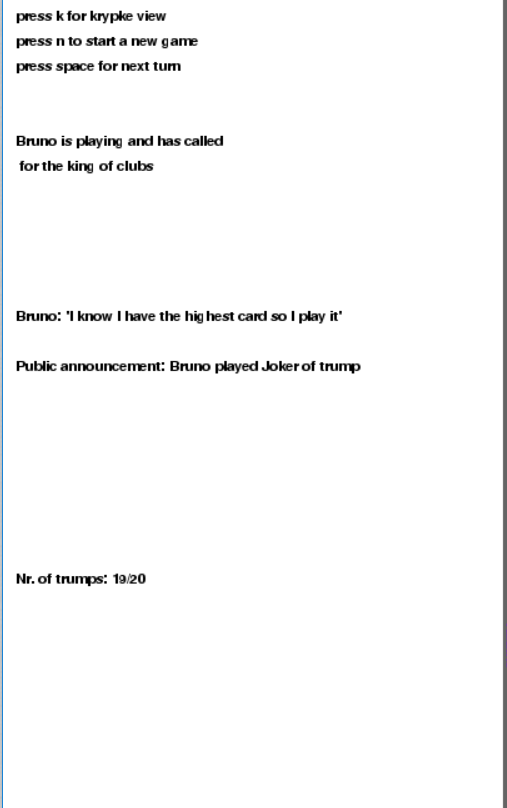 press k for krypke view
press n to start a new game
press space for next turn
Bruno is playing and has called
for the king of clubs
Bruno: 'I know I have the highest card so I play it'
Public announcement: Bruno played Joker of trump
Nr. of trumps: 19/20